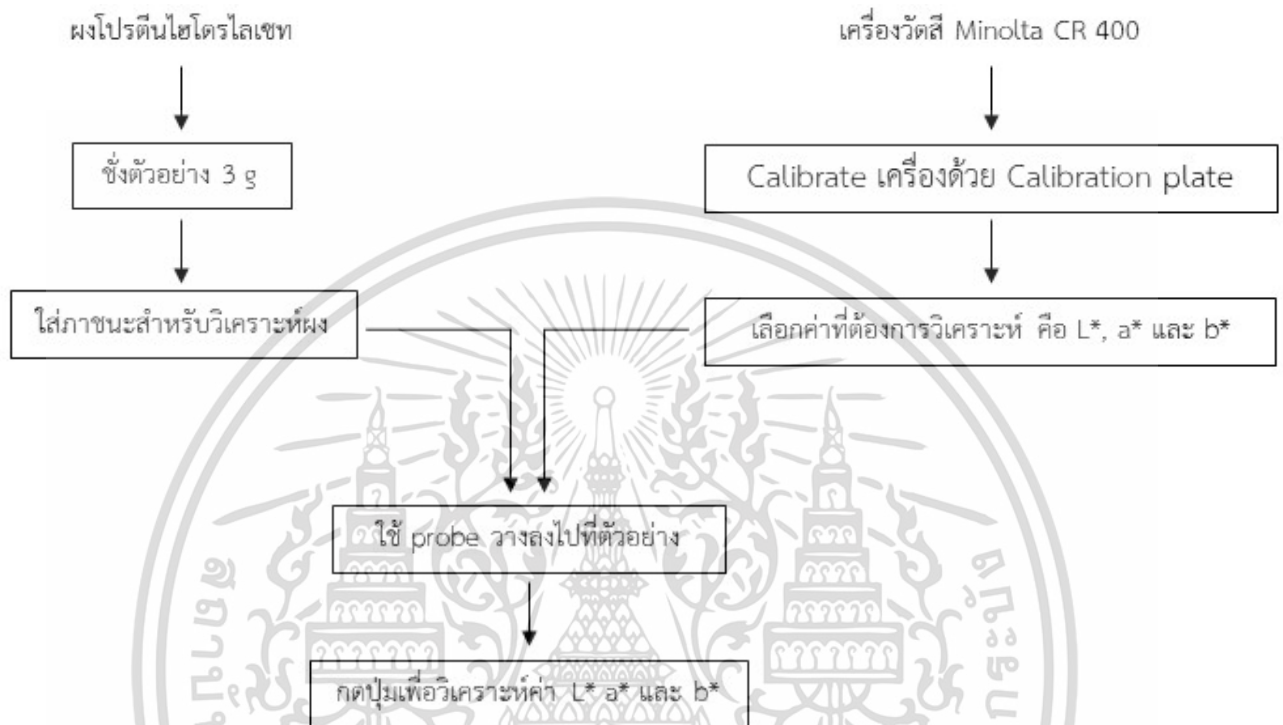 ผงโปรตีนไฮโดรไลเซท
เครื่องวัดสี Minolta CR 400
ชั่งตัวอย่าง 3 g
Calibrate เครื่องด้วย Calibration plate
ใส่ภาชนะสำหรับวิเคราะห์ผง
เลือกค่าที่ต้องการวิเคราะห์ คือ L*, a* และ b*
ใช้ probe วางลงไปที่ตัวอย่าง
กดปุ่มเพื่อวิเคราะห์ค่า L* a* และ b*